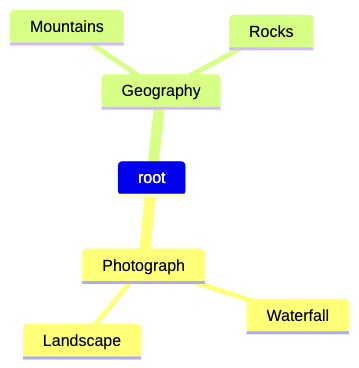 Mountains
Rocks
Geography
root
Photograph
Waterfall
Landscape